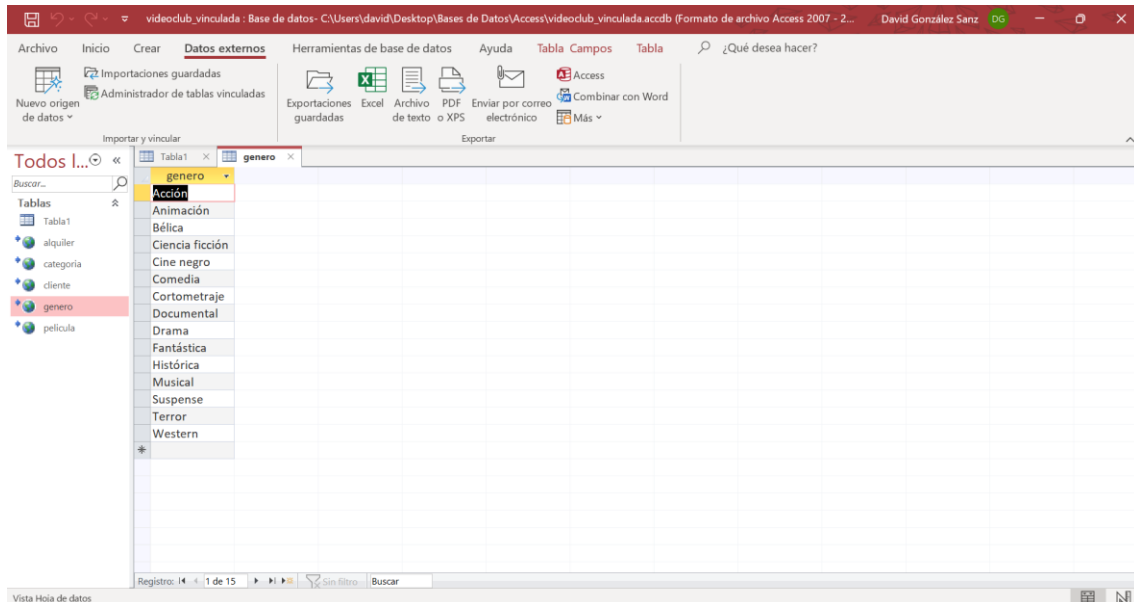 videoclub_vinculada : Base de datos- C:\Users\david\Desktop\Bases de Datos\Access\videoclub_vinculada.accdb (Formato de archivo Access 2007 - 2... David González Sanz DG
Archivo Inicio Crear Datos externos Herramientas de base de datos Ayuda Tabla Campos Tabla ¿Qué desea hacer?
Nuevo origen de datos
Importaciones guardadas
Administrador de tablas vinculadas
Importar y vincular
Exportaciones guardadas
Excel
Archivo de texto
PDF o XPS
Enviar por correo electrónico
Access
Combinar con Word
Más
Exportar
Todos l...
Buscar...
Tablas
Tabla1
alquiler
categoria
cliente
genero
pelicula
Tabla1 genero
genero
Acción
Animación
Bélica
Ciencia ficción
Cine negro
Comedia
Cortometraje
Documental
Drama
Fantástica
Histórica
Musical
Suspense
Terror
Western
Registro: 1 de 15 Sin filtro Buscar
Vista Hoja de datos